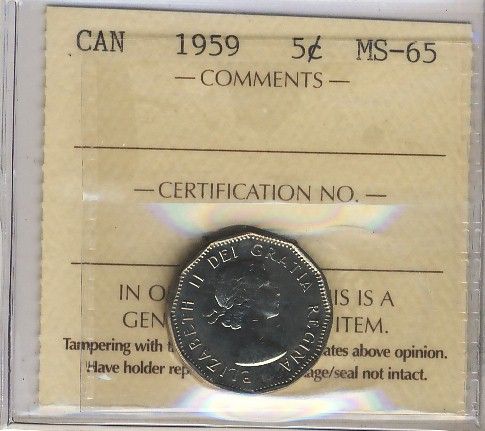 CAN 1959 5¢ MS-65
— COMMENTS —
— CERTIFICATION NO. —
IN O IS IS A
GEN ITEM.
Tampering with t ates above opinion.
Have holder rep age/seal not intact.
ELIZABETH II DEI GRATIA REGINA